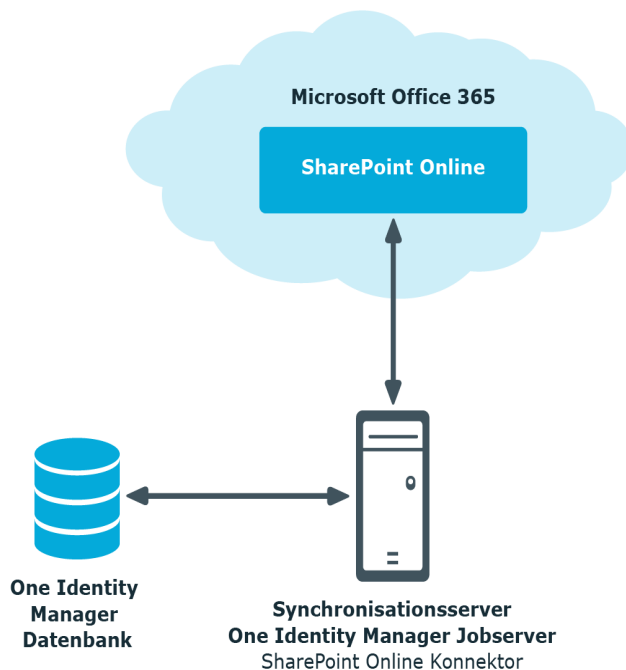 Microsoft Office 365
SharePoint Online
One Identity
Manager
Datenbank
Synchronisationsserver
One Identity Manager Jobserver
SharePoint Online Konnektor